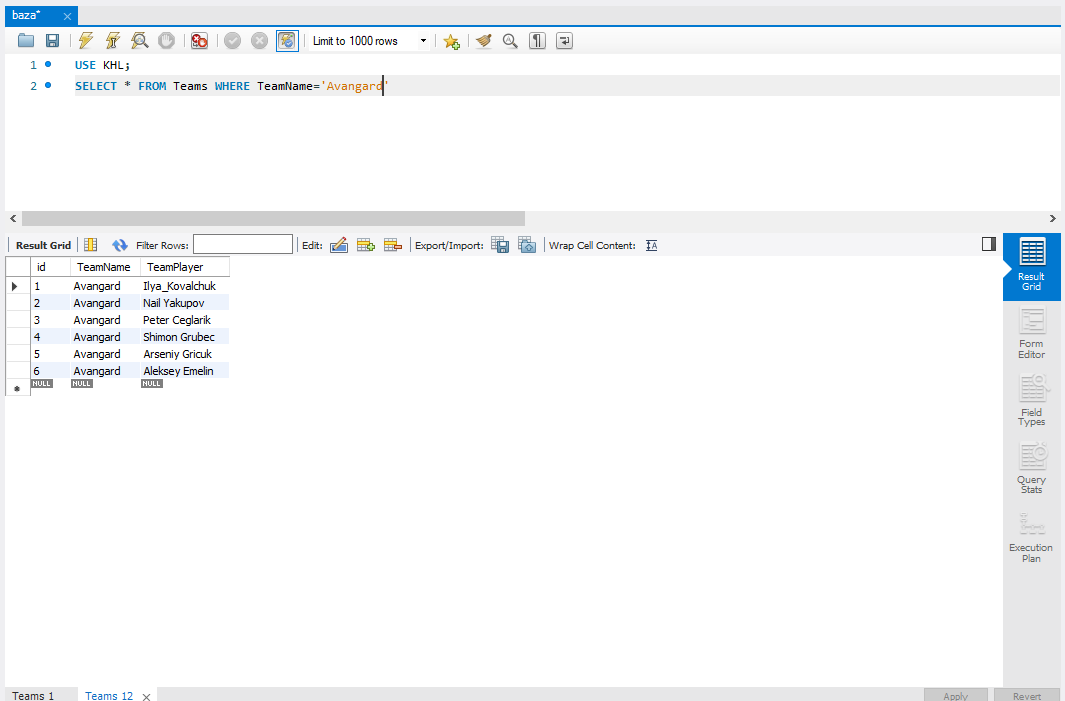 baza*
Limit to 1000 rows
1 USE KHL;
2 SELECT * FROM Teams WHERE TeamName='Avangard'
Result Grid Filter Rows: Edit: Export/Import: Wrap Cell Content:
id TeamName TeamPlayer
1 Avangard Ilya_Kovalchuk
2 Avangard Nail Yakupov
3 Avangard Peter Ceglarik
4 Avangard Shimon Grubec
5 Avangard Arseniy Gricuk
6 Avangard Aleksey Emelin
NULL NULL NULL
Result
Grid
Form
Editor
Field
Types
Query
Stats
Execution
Plan
Teams 1 Teams 12 Apply Revert